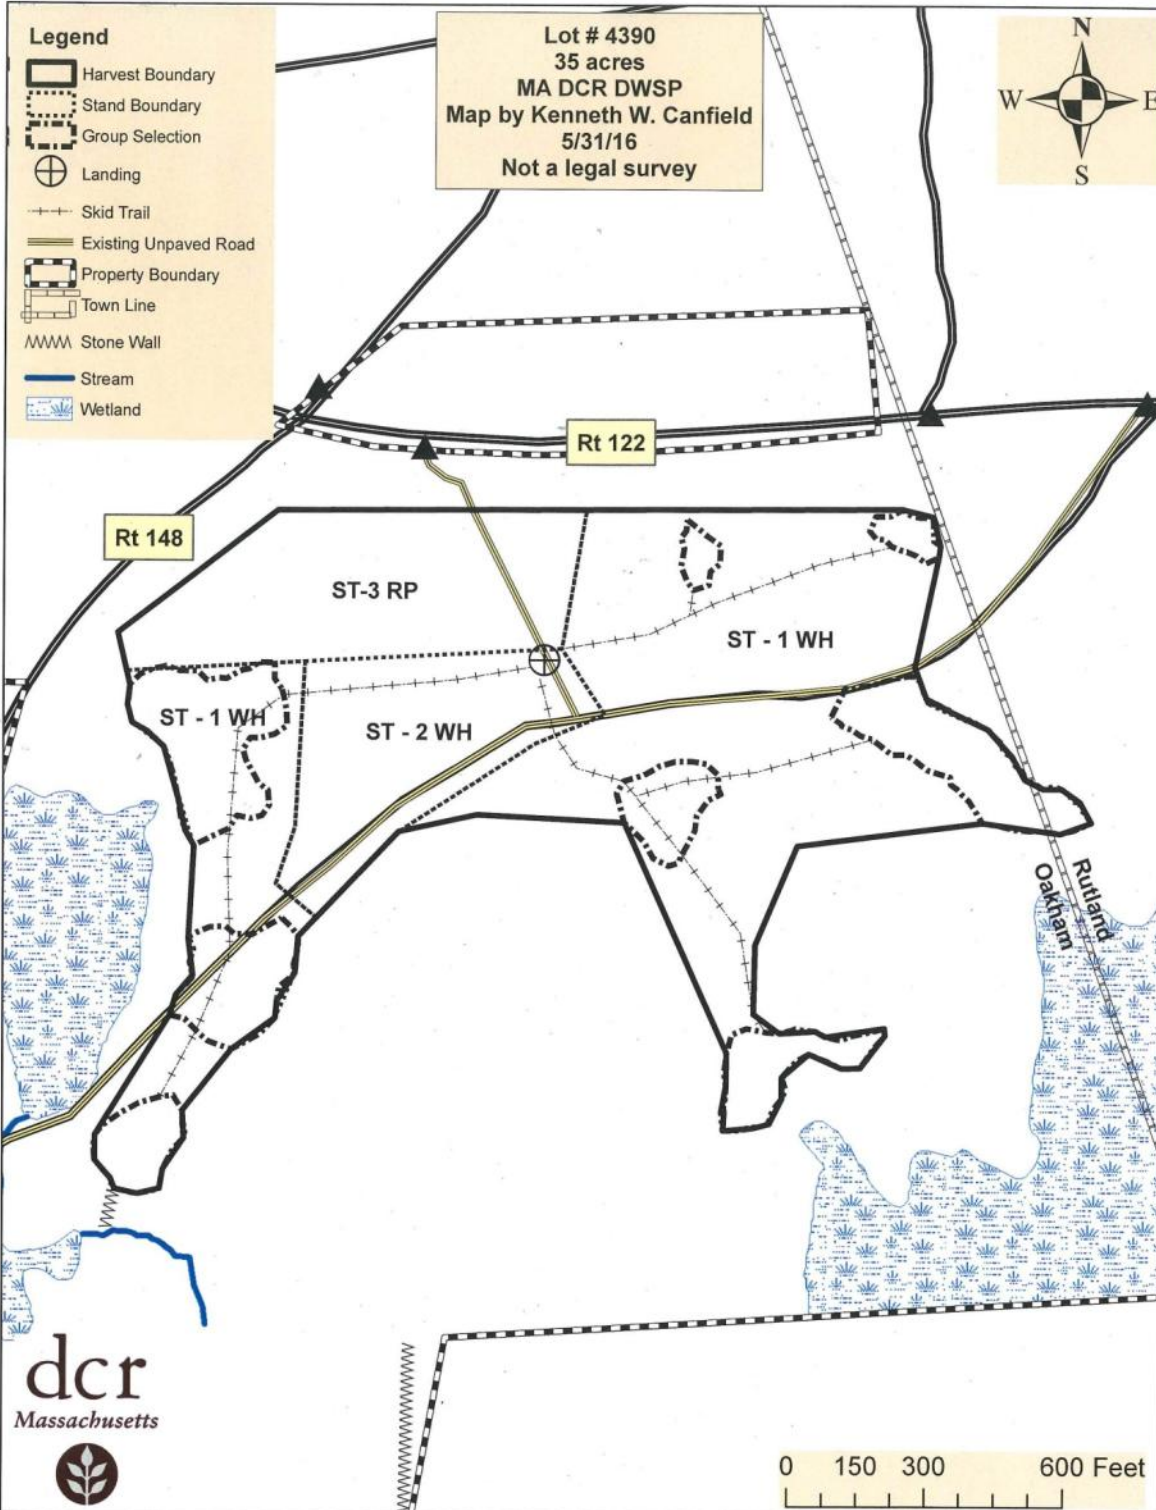 Legend
Harvest Boundary
Stand Boundary
Group Selection
Landing
Skid Trail
Existing Unpaved Road
Property Boundary
Town Line
Stone Wall
Stream
Wetland
Lot # 4390
35 acres
MA DCR DWSP
Map by Kenneth W. Canfield
5/31/16
Not a legal survey
N
W E
S
Rt 122
Rt 148
ST-3 RP
ST - 1 WH
ST - 1 WH
ST - 2 WH
Rutland
Oakham
dcr
Massachusetts
0 150 300 600 Feet